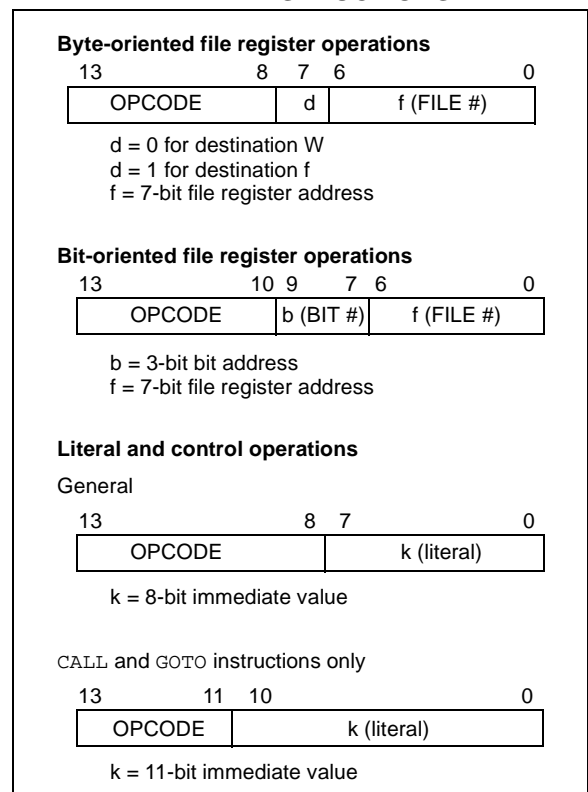 Byte-oriented file register operations
13 8 7 6 0
OPCODE d f (FILE #)
d = 0 for destination W
d = 1 for destination f
f = 7-bit file register address
Bit-oriented file register operations
13 10 9 7 6 0
OPCODE b (BIT #) f (FILE #)
b = 3-bit bit address
f = 7-bit file register address
Literal and control operations
General
13 8 7 0
OPCODE k (literal)
k = 8-bit immediate value
CALL and GOTO instructions only
13 11 10 0
OPCODE k (literal)
k = 11-bit immediate value